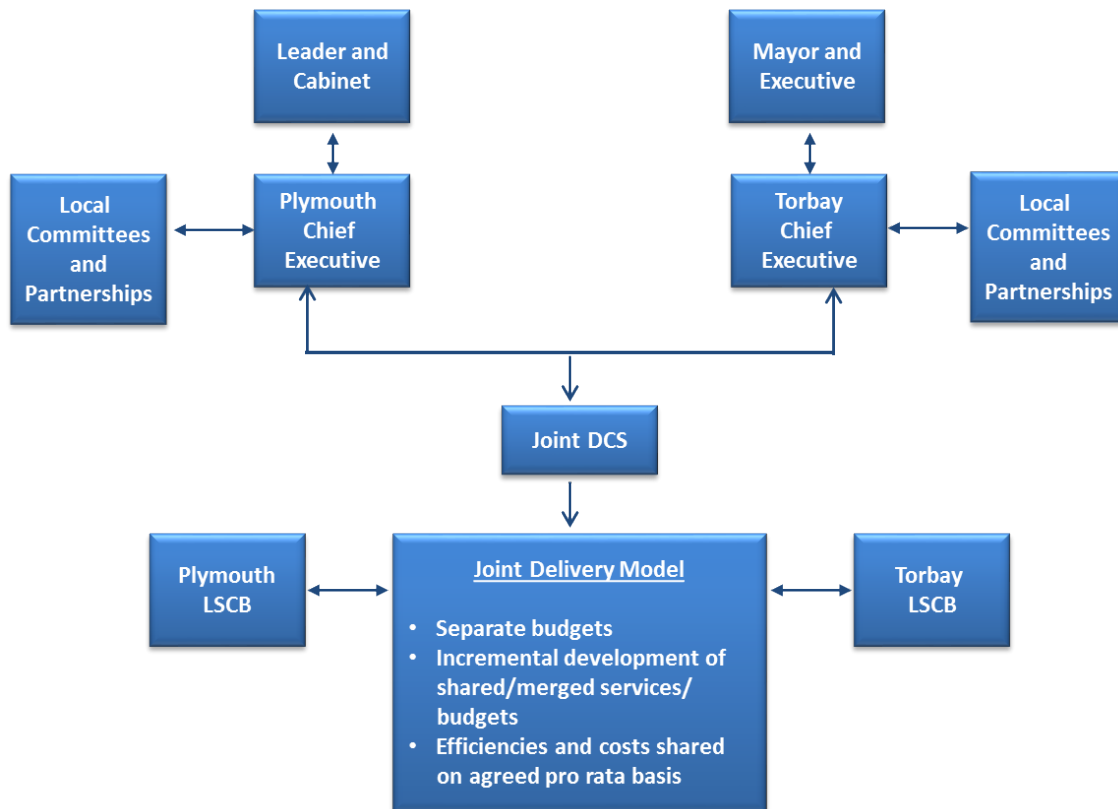 Leader and
Cabinet
Mayor and
Executive
Local
Committees
and
Partnerships
Plymouth
Chief
Executive
Torbay
Chief
Executive
Local
Committees
and
Partnerships
Joint DCS
Plymouth
LSCB
Joint Delivery Model
• Separate budgets
• Incremental development of
shared/merged services/
budgets
• Efficiencies and costs shared
on agreed pro rata basis
Torbay
LSCB